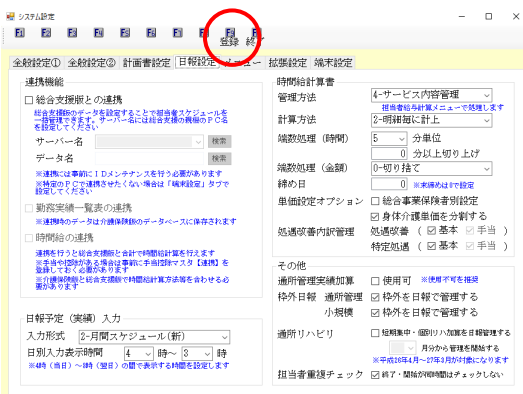 システム設定
F1 F2 F3 F4 F5 F6 F7 F8
登録 終了
全般設定① 全般設定② 計画書設定 日報設定 メニュー 拡張設定 端末設定
連携機能
総合支援版との連携
総合支援版のデータを設定することで担当者スケジュールを
一括管理できます。サーバー名には総合支援の親機のPC名
を設定してください
サーバー名 検索
データ名 検索
※連携には事前にIDメンテナンスを行う必要があります
※特定のPCで連携させたくない場合は「端末設定」タブで
設定してください
勤務実績一覧表の連携
※連携時のデータは介護保険版のデータベースに保存されます
時間給の連携
連携を行うと総合支援版と合計で時間給計算を行えます
※手当や控除がある場合は事前に手当控除マスタ【連携】を
登録しておく必要があります
※介護保険版と総合支援版で時間給計算方法等を合わせる必
要があります
日報予定（実績）入力
入力形式 2-月間スケジュール(新)
日別入力表示時間 4 時～ 3 時
※4時（当日）～3時（翌日）の間で表示する時間を設定します
時間給計算書
管理方法 4-サービス内容管理
担当者給与計算メニューで処理します
計算方法 2-明細毎に計上
端数処理（時間） 5 分単位
0 分以上切り上げ
端数処理（金額） 0-切り捨て
締め日 0 ※末締めは0で設定
単価設定オプション 総合事業保険者別設定
身体介護単価を分割する
処遇改善内訳管理 処遇改善（ 基本 手当 ）
特定処遇（ 基本 手当 ）
その他
通所管理実績加算 使用可 ※使用不可を推奨
枠外日報 通所管理 枠外を日報で管理する
小規模 枠外を日報で管理する
通所リハビリ 短期集中・個別リハ加算を日報管理する
月分から管理を開始する
※平成26年4月～27年3月が対象になります
担当者重複チェック 終了・開始が同時間はチェックしない